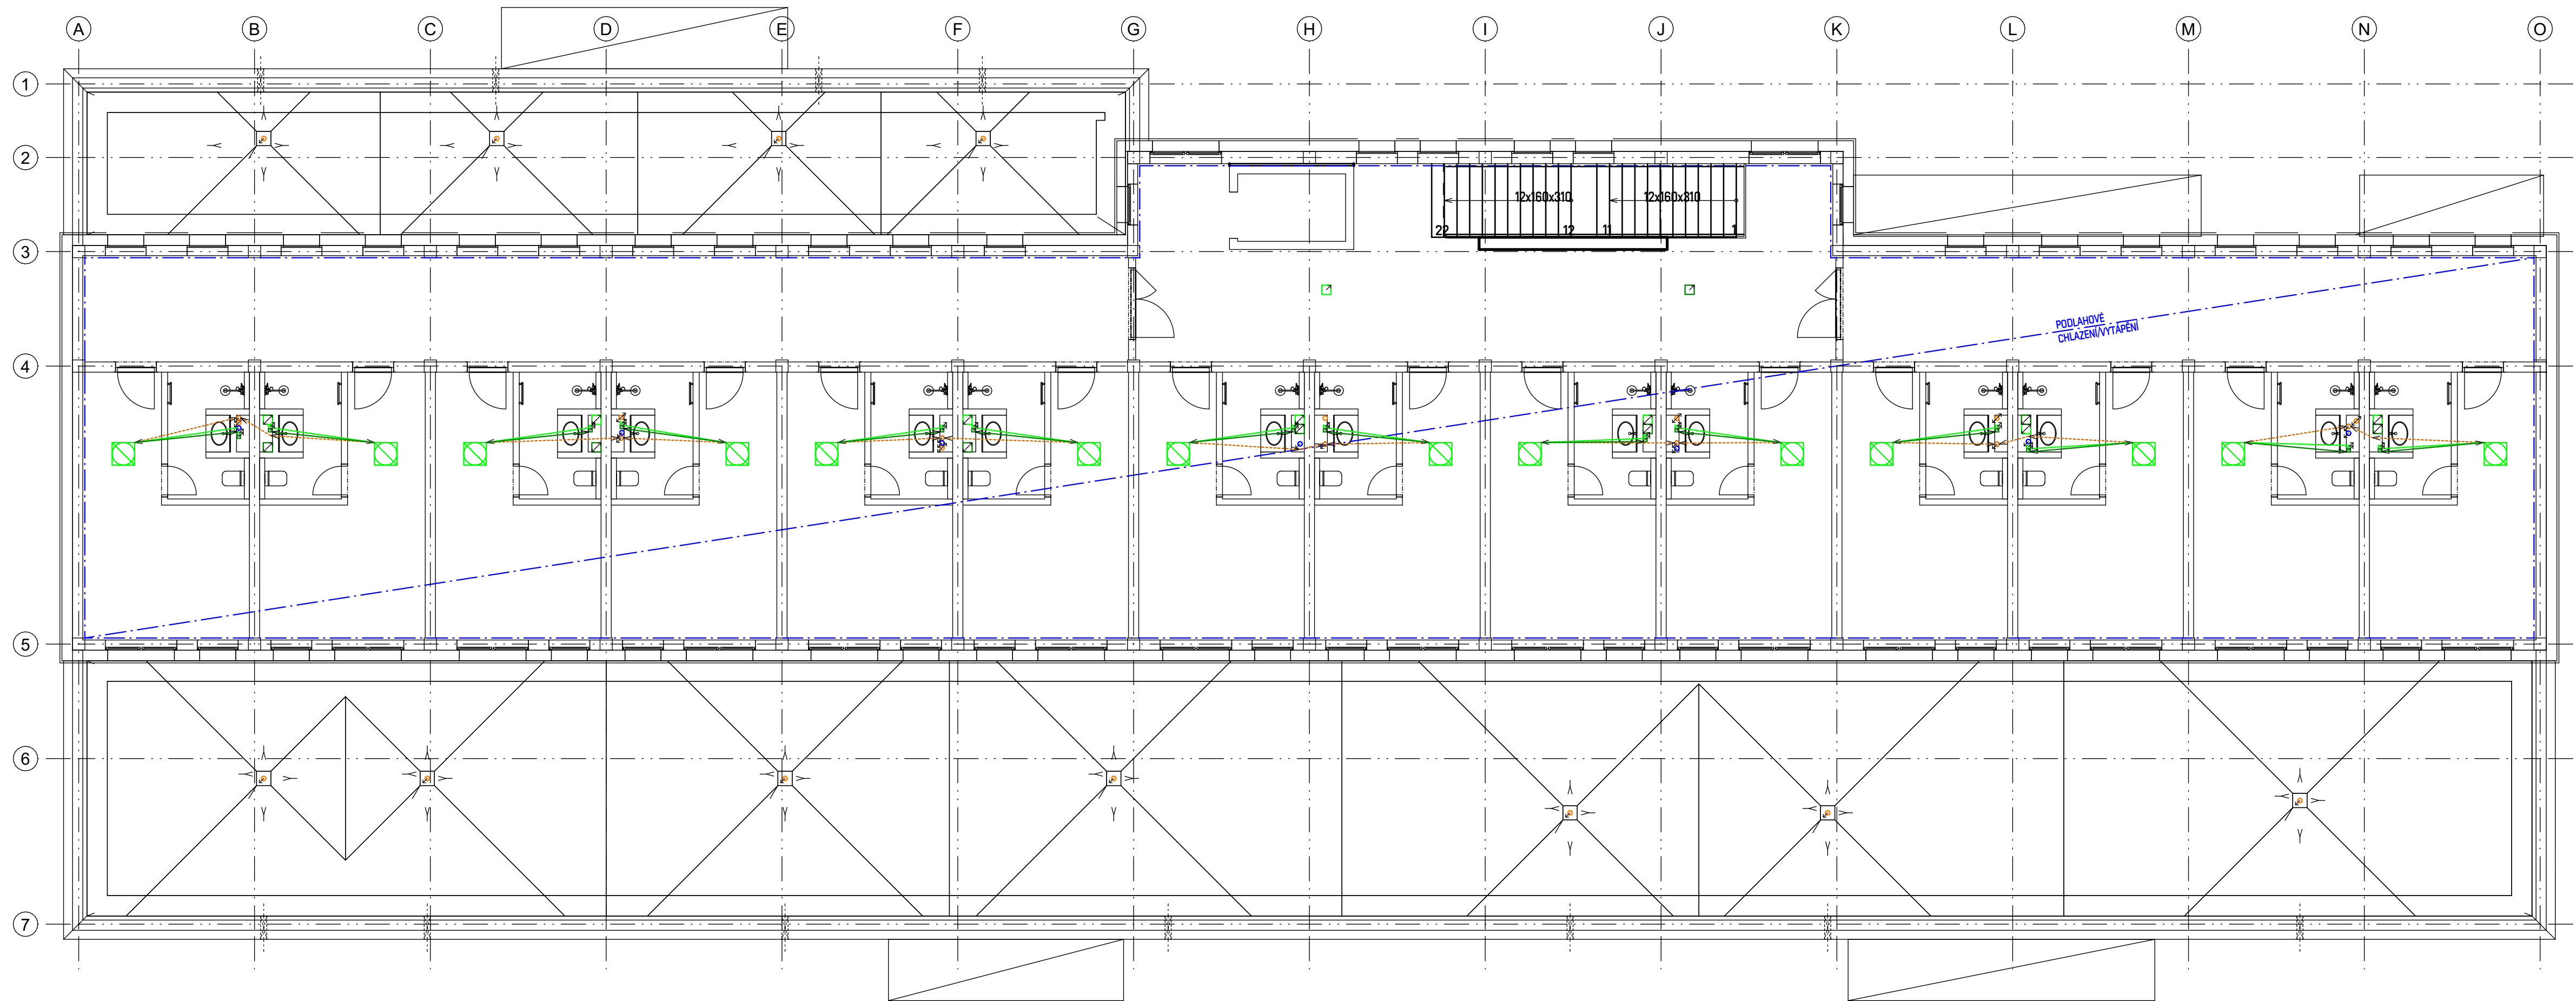 A B C D E F G H I J K L M N O
1
2
12x160x310 12x160x310
22 12 11 1
3
PODLAHOVÉ
CHLAZENÍ/VYTÁPĚNÍ
4
5
6
7